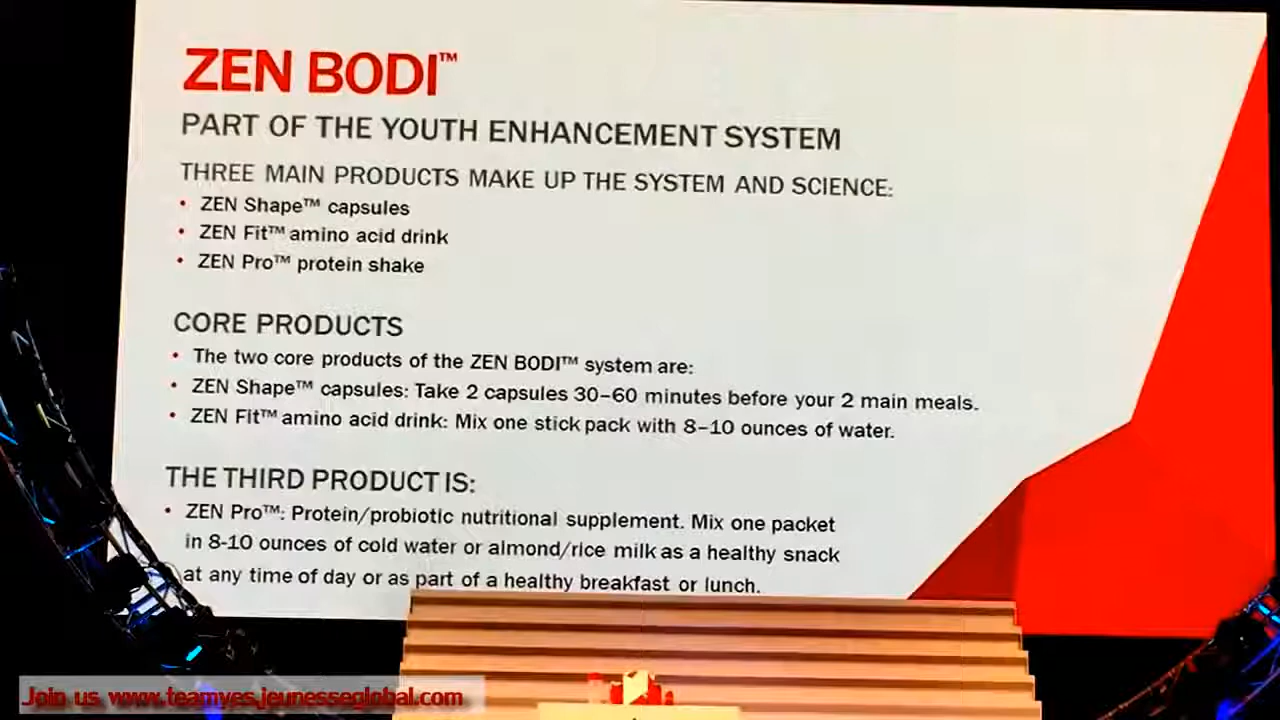 ZEN BODI™
PART OF THE YOUTH ENHANCEMENT SYSTEM
THREE MAIN PRODUCTS MAKE UP THE SYSTEM AND SCIENCE:
• ZEN Shape™ capsules
• ZEN Fit™ amino acid drink
• ZEN Pro™ protein shake
CORE PRODUCTS
• The two core products of the ZEN BODI™ system are:
• ZEN Shape™ capsules: Take 2 capsules 30–60 minutes before your 2 main meals.
• ZEN Fit™ amino acid drink: Mix one stick pack with 8–10 ounces of water.
THE THIRD PRODUCT IS:
• ZEN Pro™: Protein/probiotic nutritional supplement. Mix one packet
in 8-10 ounces of cold water or almond/rice milk as a healthy snack
at any time of day or as part of a healthy breakfast or lunch.
Join us www.teamyes.jeunesseglobal.com